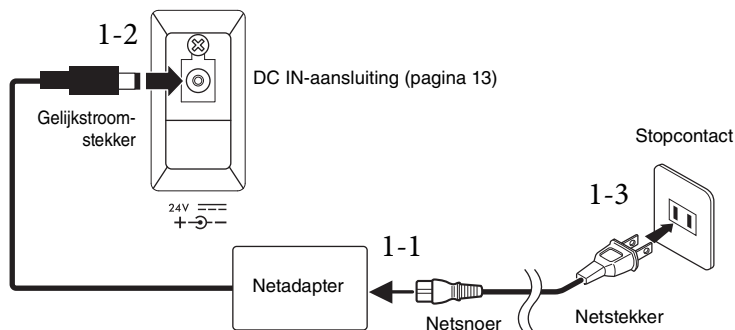 1-2
DC IN-aansluiting (pagina 13)
Gelijkstroom-
stekker
Stopcontact
24V
1-3
1-1
Netadapter
Netsnoer
Netstekker